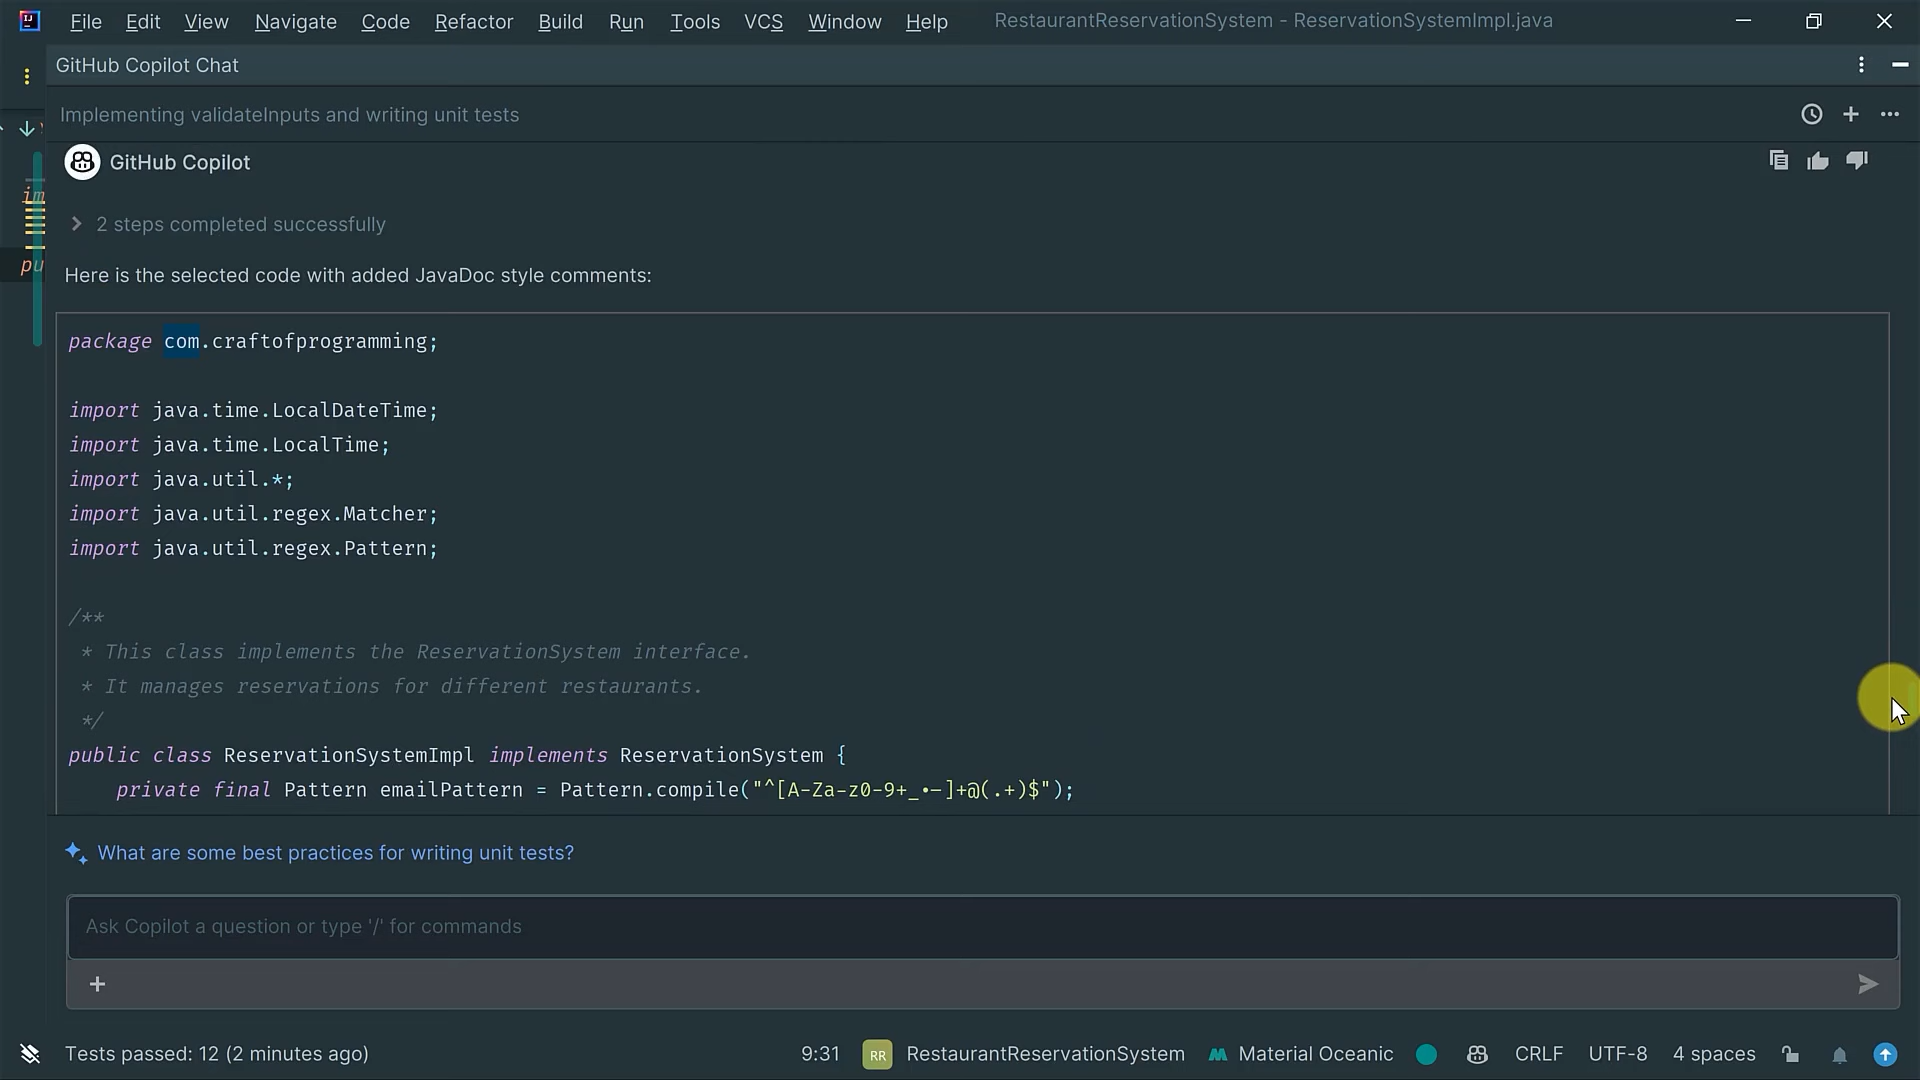 File Edit View Navigate Code Refactor Build Run Tools VCS Window Help RestaurantReservationSystem - ReservationSystemImpl.java
GitHub Copilot Chat
Implementing validateInputs and writing unit tests
GitHub Copilot
im
2 steps completed successfully
pu
Here is the selected code with added JavaDoc style comments:
package com.craftofprogramming;
import java.time.LocalDateTime;
import java.time.LocalTime;
import java.util.*;
import java.util.regex.Matcher;
import java.util.regex.Pattern;
/**
* This class implements the ReservationSystem interface.
* It manages reservations for different restaurants.
*/
public class ReservationSystemImpl implements ReservationSystem {
private final Pattern emailPattern = Pattern.compile("^[A-Za-z0-9+_.-]+@(.+)$");
What are some best practices for writing unit tests?
Ask Copilot a question or type '/' for commands
Tests passed: 12 (2 minutes ago) 9:31 RR RestaurantReservationSystem Material Oceanic CRLF UTF-8 4 spaces